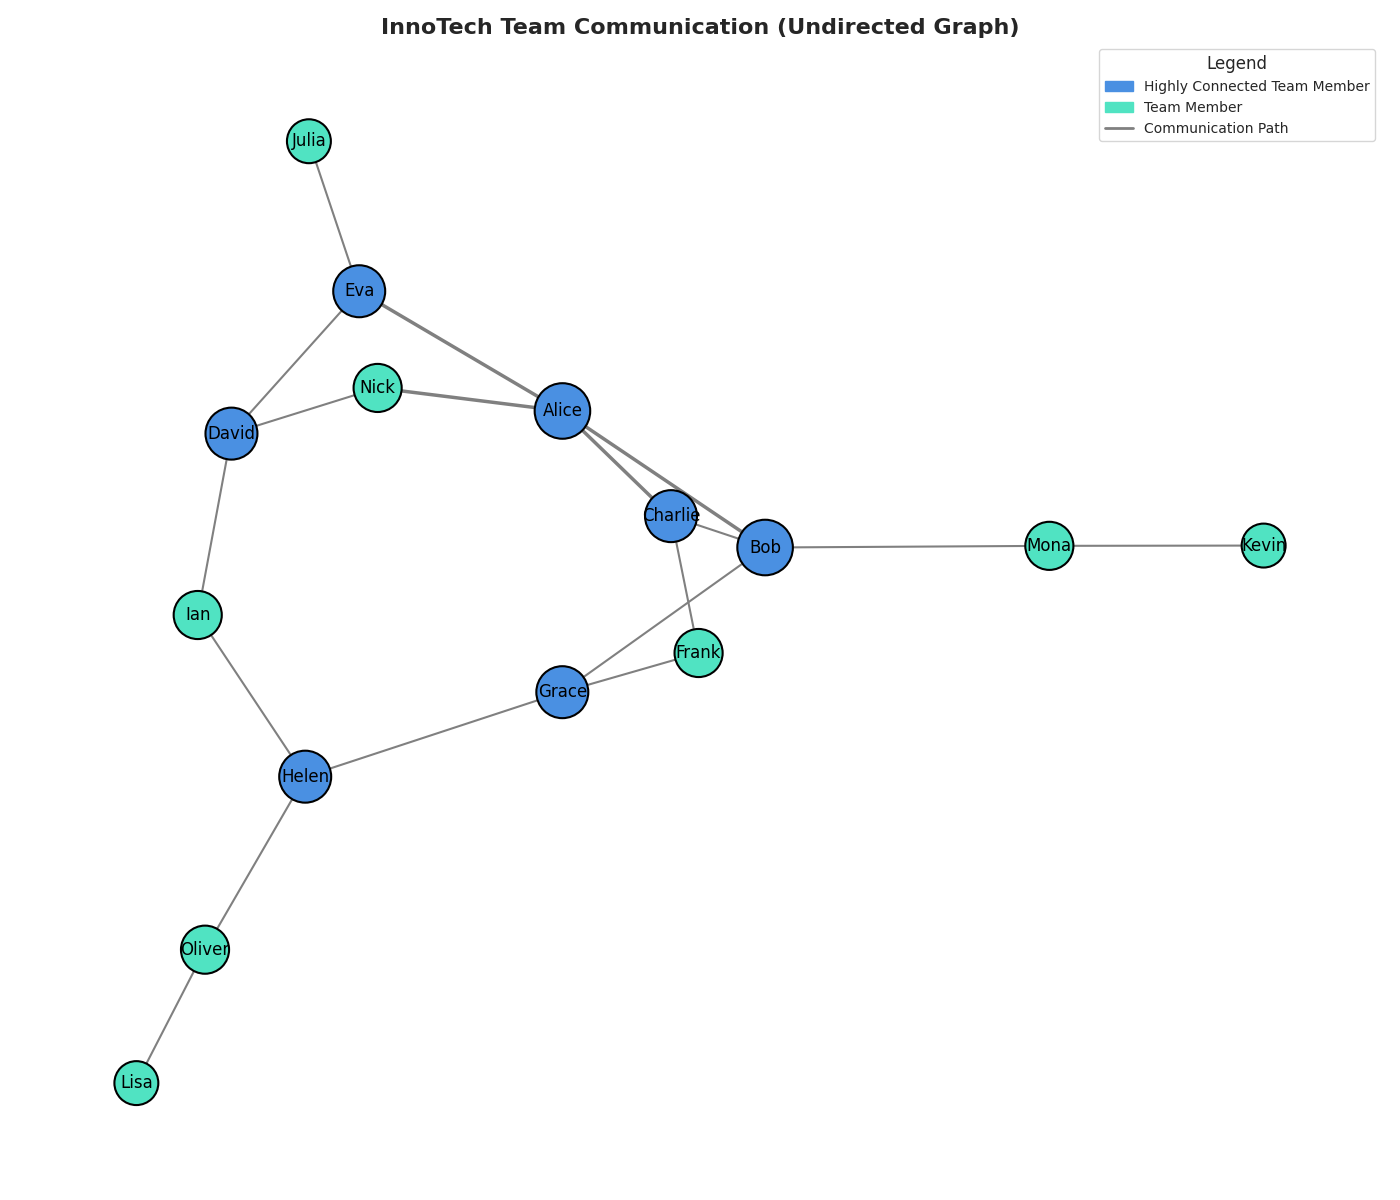 InnoTech Team Communication (Undirected Graph)
Legend
Highly Connected Team Member
Team Member
Communication Path
Julia
Eva
Nick
Alice
David
Charlie
Bob
Mona
Kevin
Ian
Frank
Grace
Helen
Oliver
Lisa